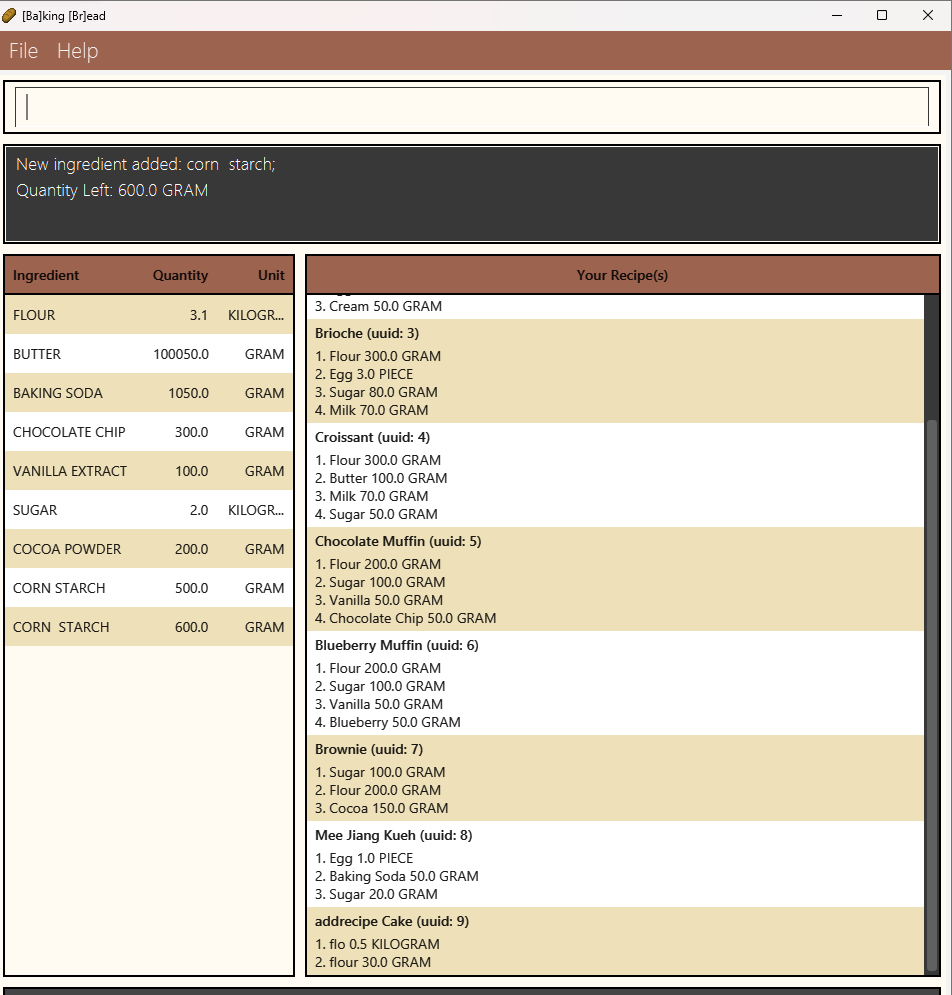 [Ba]king [Br]ead
File Help
New ingredient added: corn  starch;
Quantity Left: 600.0 GRAM
Ingredient Quantity Unit
FLOUR 3.1 KILOGR...
BUTTER 100050.0 GRAM
BAKING SODA 1050.0 GRAM
CHOCOLATE CHIP 300.0 GRAM
VANILLA EXTRACT 100.0 GRAM
SUGAR 2.0 KILOGR...
COCOA POWDER 200.0 GRAM
CORN STARCH 500.0 GRAM
CORN  STARCH 600.0 GRAM
Your Recipe(s)
3. Cream 50.0 GRAM
Brioche (uuid: 3)
1. Flour 300.0 GRAM
2. Egg 3.0 PIECE
3. Sugar 80.0 GRAM
4. Milk 70.0 GRAM
Croissant (uuid: 4)
1. Flour 300.0 GRAM
2. Butter 100.0 GRAM
3. Milk 70.0 GRAM
4. Sugar 50.0 GRAM
Chocolate Muffin (uuid: 5)
1. Flour 200.0 GRAM
2. Sugar 100.0 GRAM
3. Vanilla 50.0 GRAM
4. Chocolate Chip 50.0 GRAM
Blueberry Muffin (uuid: 6)
1. Flour 200.0 GRAM
2. Sugar 100.0 GRAM
3. Vanilla 50.0 GRAM
4. Blueberry 50.0 GRAM
Brownie (uuid: 7)
1. Sugar 100.0 GRAM
2. Flour 200.0 GRAM
3. Cocoa 150.0 GRAM
Mee Jiang Kueh (uuid: 8)
1. Egg 1.0 PIECE
2. Baking Soda 50.0 GRAM
3. Sugar 20.0 GRAM
addrecipe Cake (uuid: 9)
1. flo 0.5 KILOGRAM
2. flour 30.0 GRAM